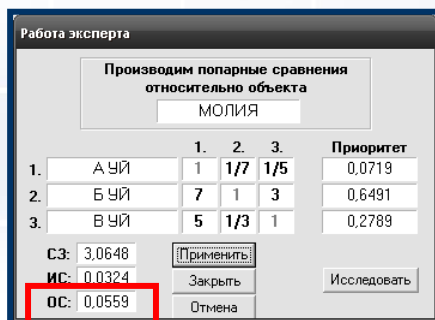 Работа эксперта
Производим попарные сравнения
относительно объекта
МОЛИЯ
1. 2. 3. Приоритет
1. А УЙ 1 1/7 1/5 0,0719
2. Б УЙ 7 1 3 0,6491
3. В УЙ 5 1/3 1 0,2789
СЗ: 3,0648 Применить
ИС: 0,0324 Закрыть Исследовать
ОС: 0,0559 Отмена